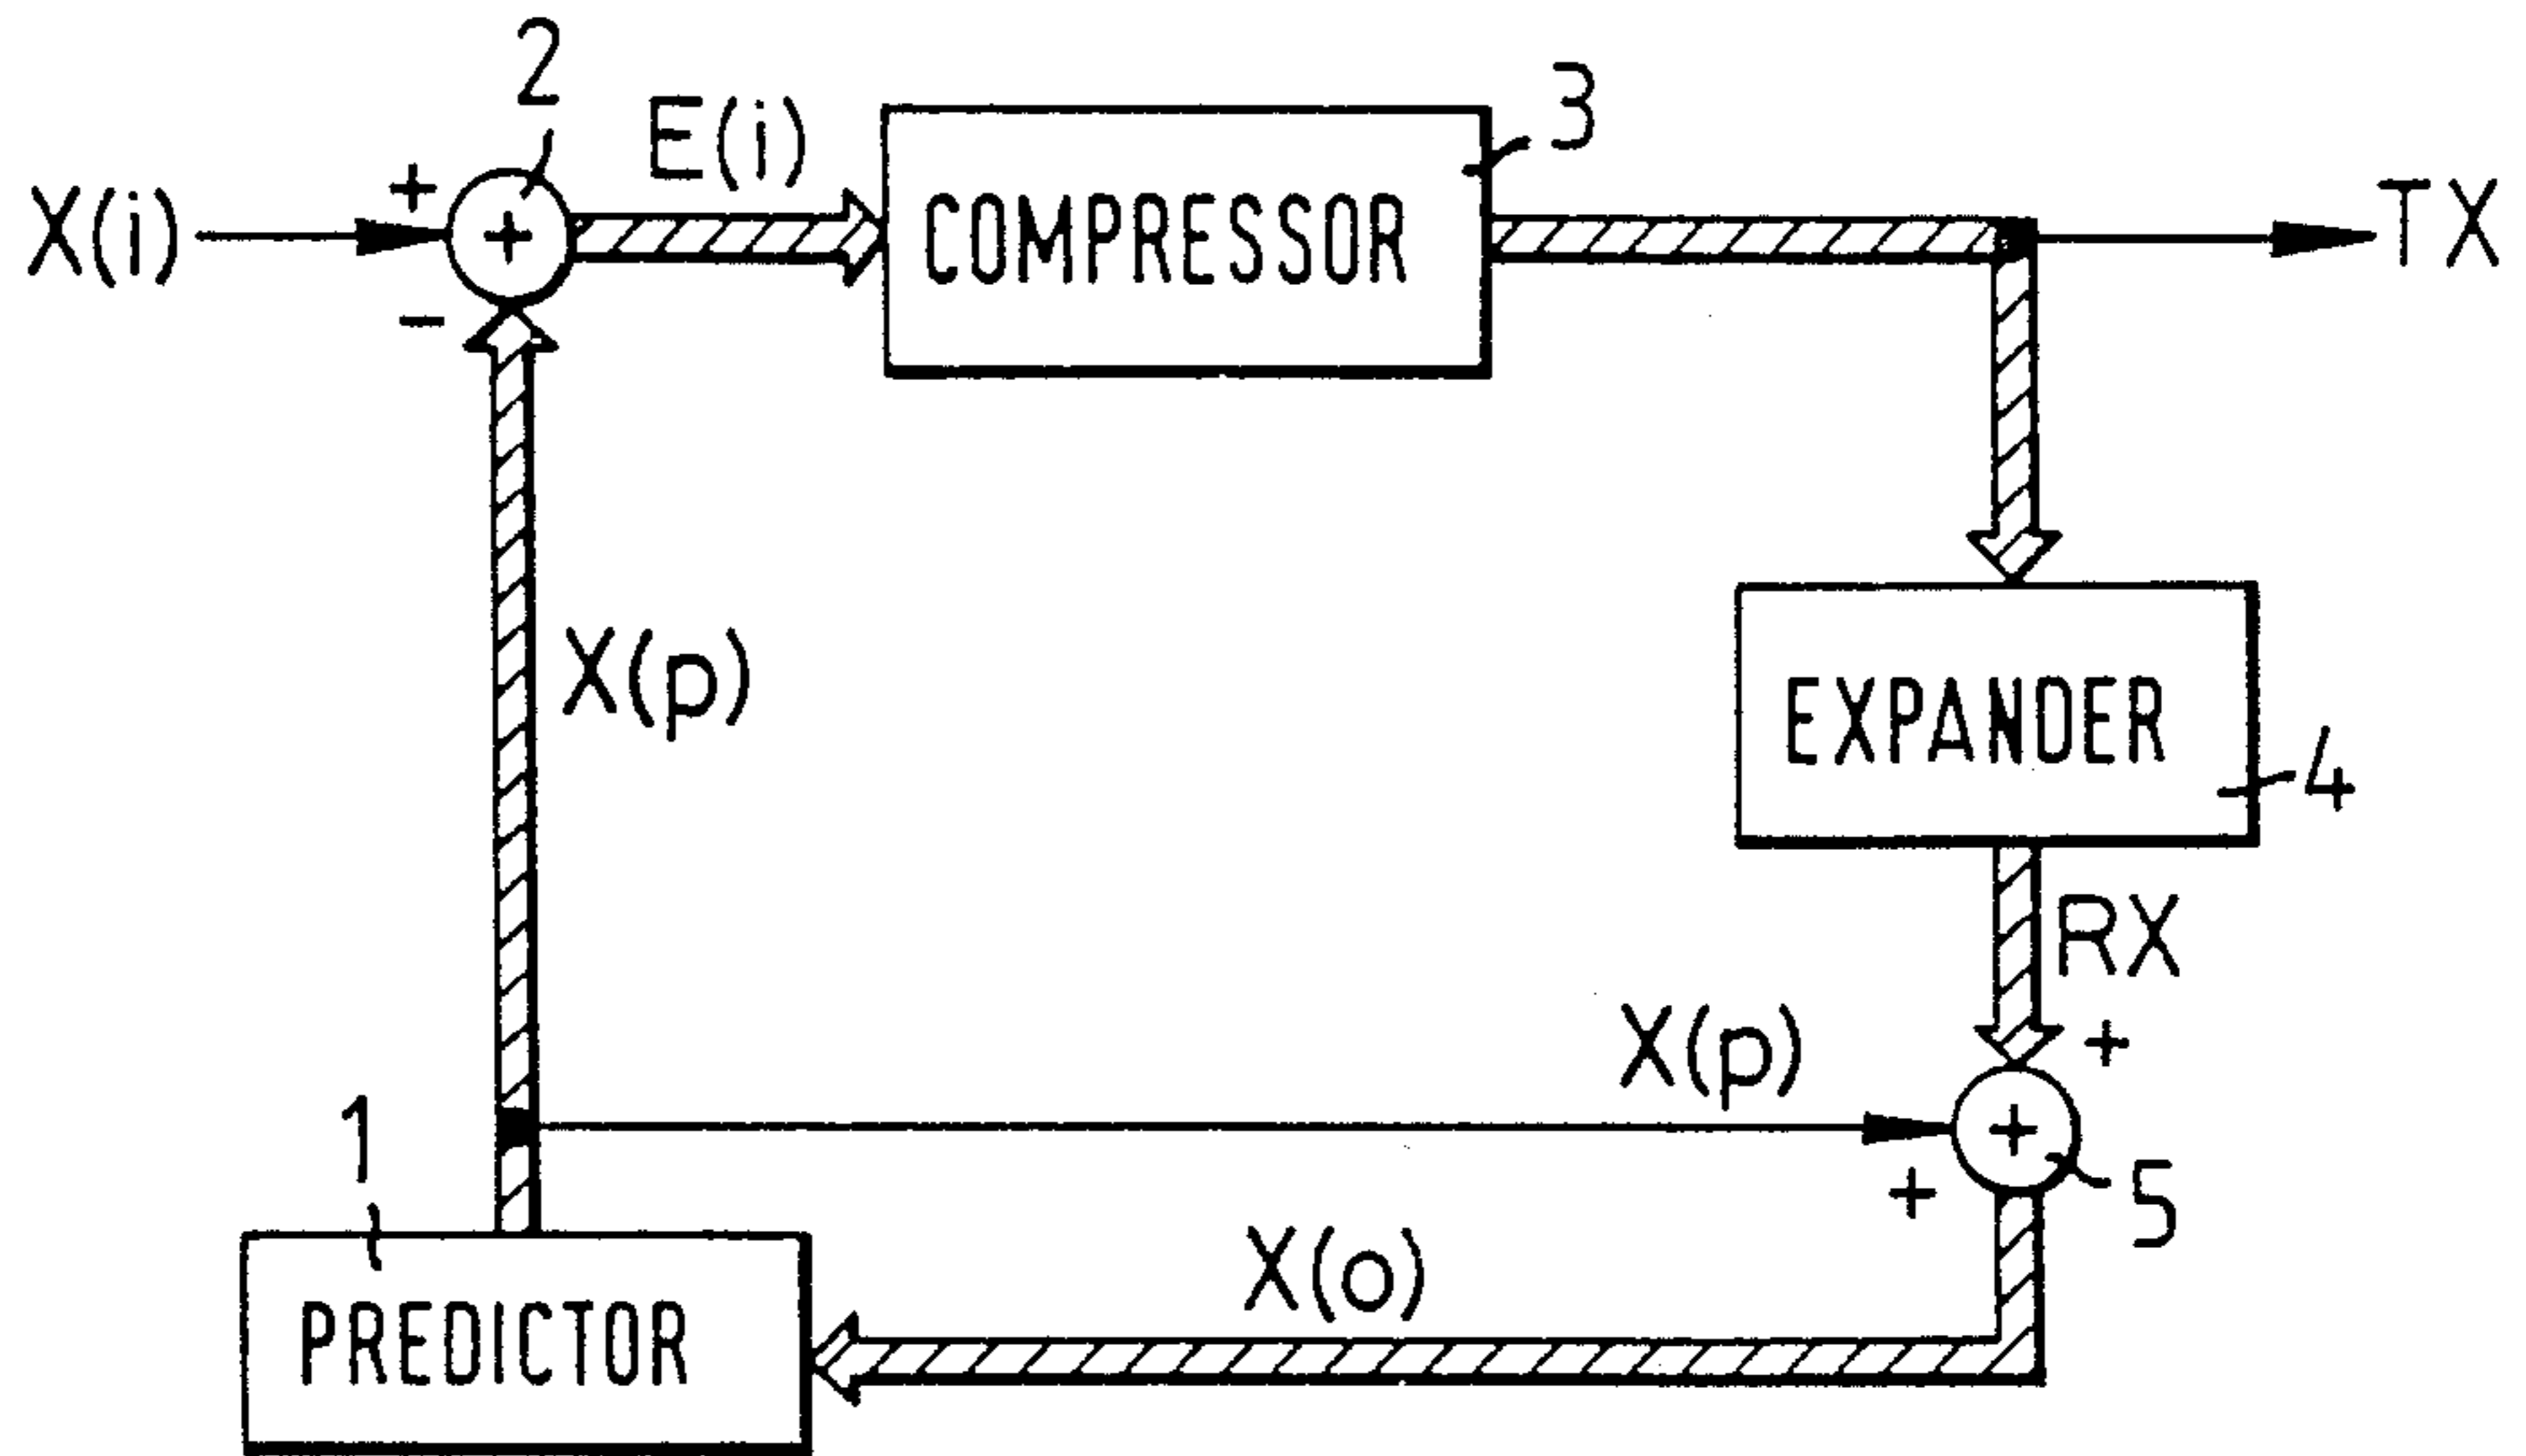 2
E(i)
3
X(i)
+
+
COMPRESSOR
TX
-
X(p)
EXPANDER
4
RX
X(p)
+
1
+
5
+
X(o)
PREDICTOR